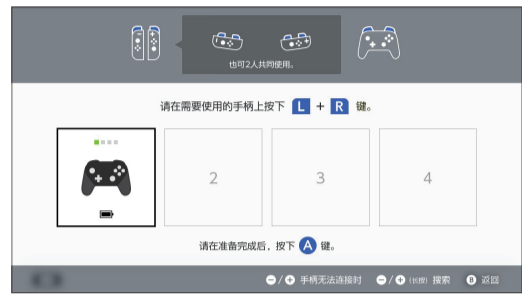 也可2人共同使用。
请在需要使用的手柄上按下 L + R 键。
2
3
4
请在准备完成后，按下 A 键。
⊖/⊕ 手柄无法连接时 ⊖/⊕ (长按) 搜索 B 返回